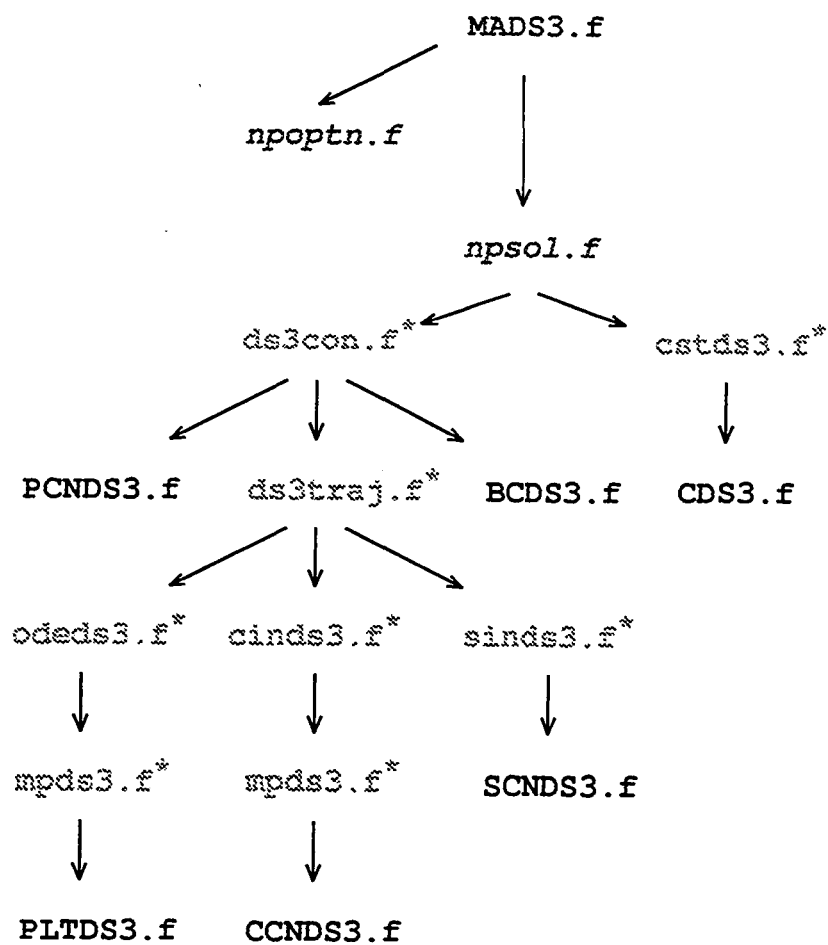 MADS3.f
npoptn.f
npsol.f
ds3con.f* cstds3.f*
PCNDS3.f ds3traj.f* BCDS3.f CDS3.f
odeds3.f* cinds3.f* sinds3.f*
mpds3.f* mpds3.f* SCNDS3.f
PLTDS3.f CCNDS3.f